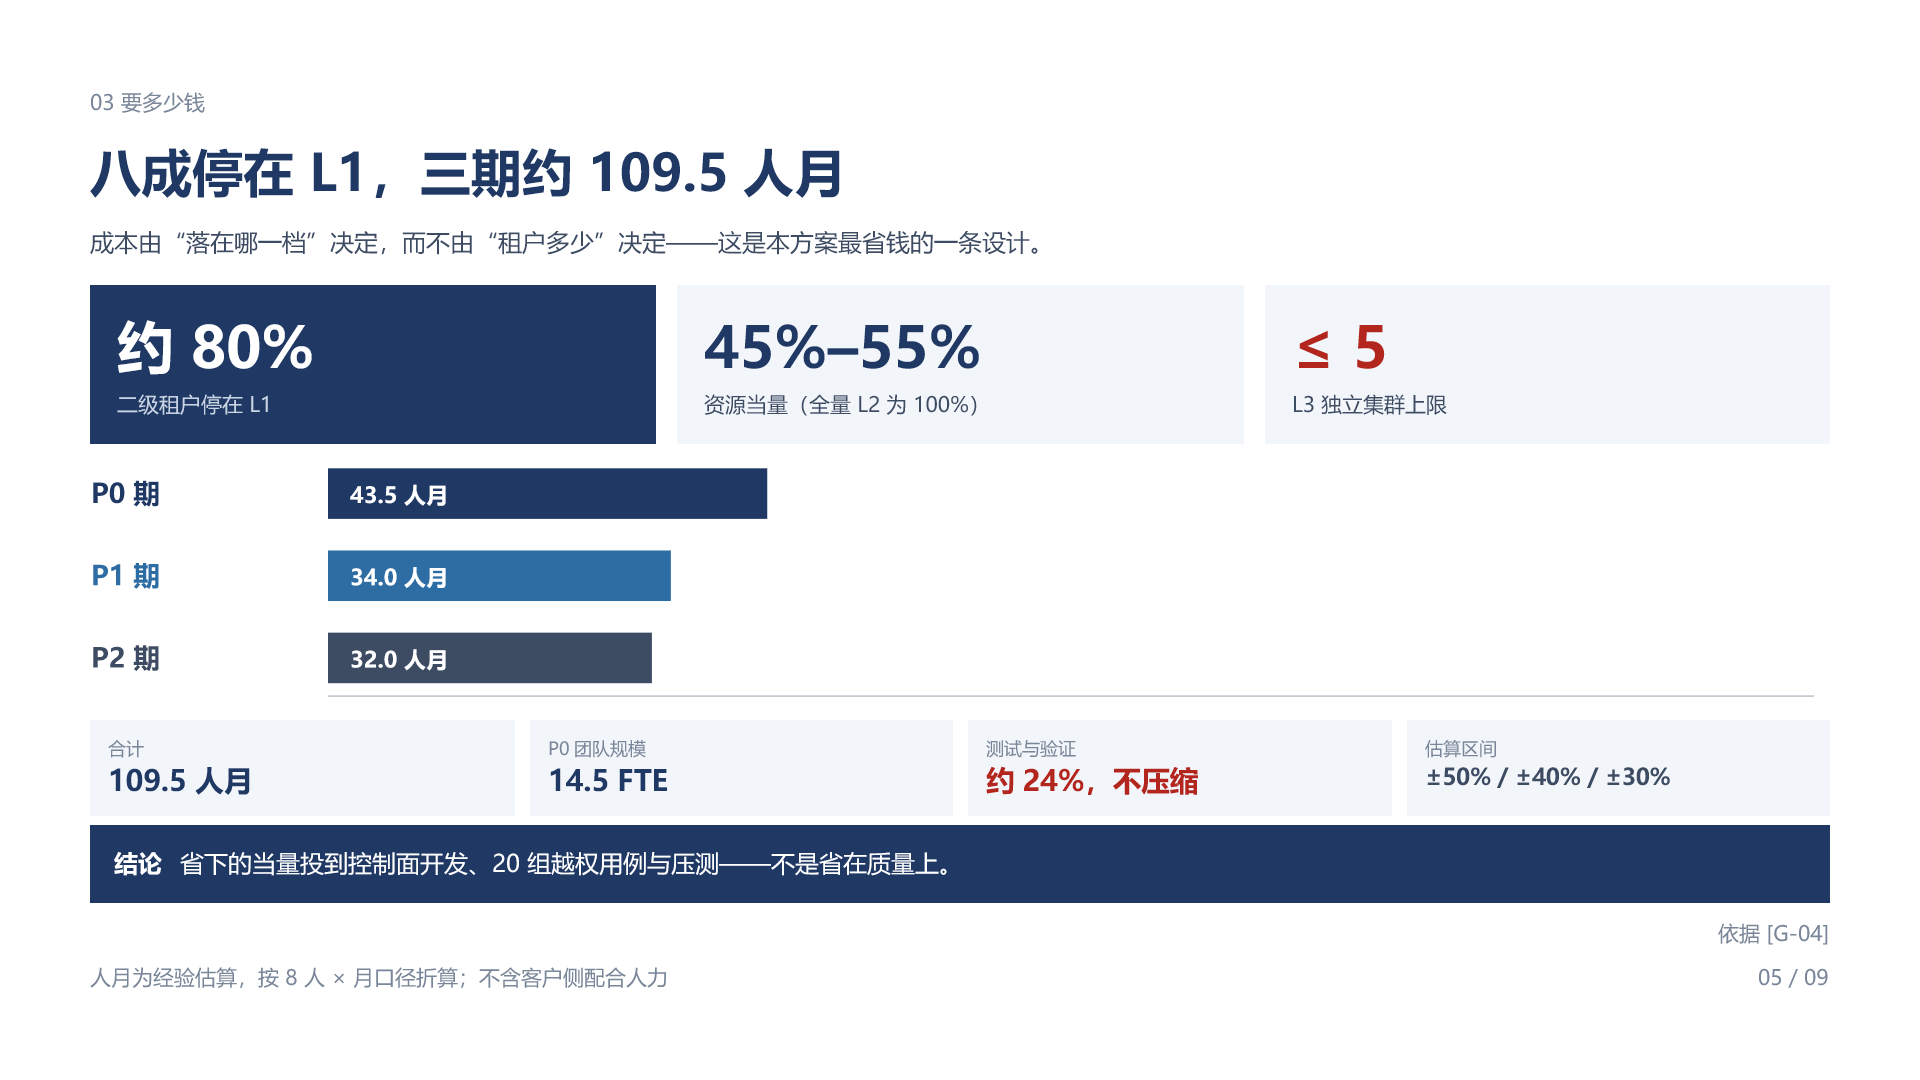 03 要多少钱
八成停在 L1，三期约 109.5 人月
成本由“落在哪一档”决定，而不由“租户多少”决定——这是本方案最省钱的一条设计。
约 80%
二级租户停在 L1
45%–55%
资源当量（全量 L2 为 100%）
≤ 5
L3 独立集群上限
P0 期
43.5 人月
P1 期
34.0 人月
P2 期
32.0 人月
合计
109.5 人月
P0 团队规模
14.5 FTE
测试与验证
约 24%，不压缩
估算区间
±50% / ±40% / ±30%
结论 省下的当量投到控制面开发、20 组越权用例与压测——不是省在质量上。
依据 [G-04]
人月为经验估算，按 8 人 × 月口径折算；不含客户侧配合人力
05 / 09